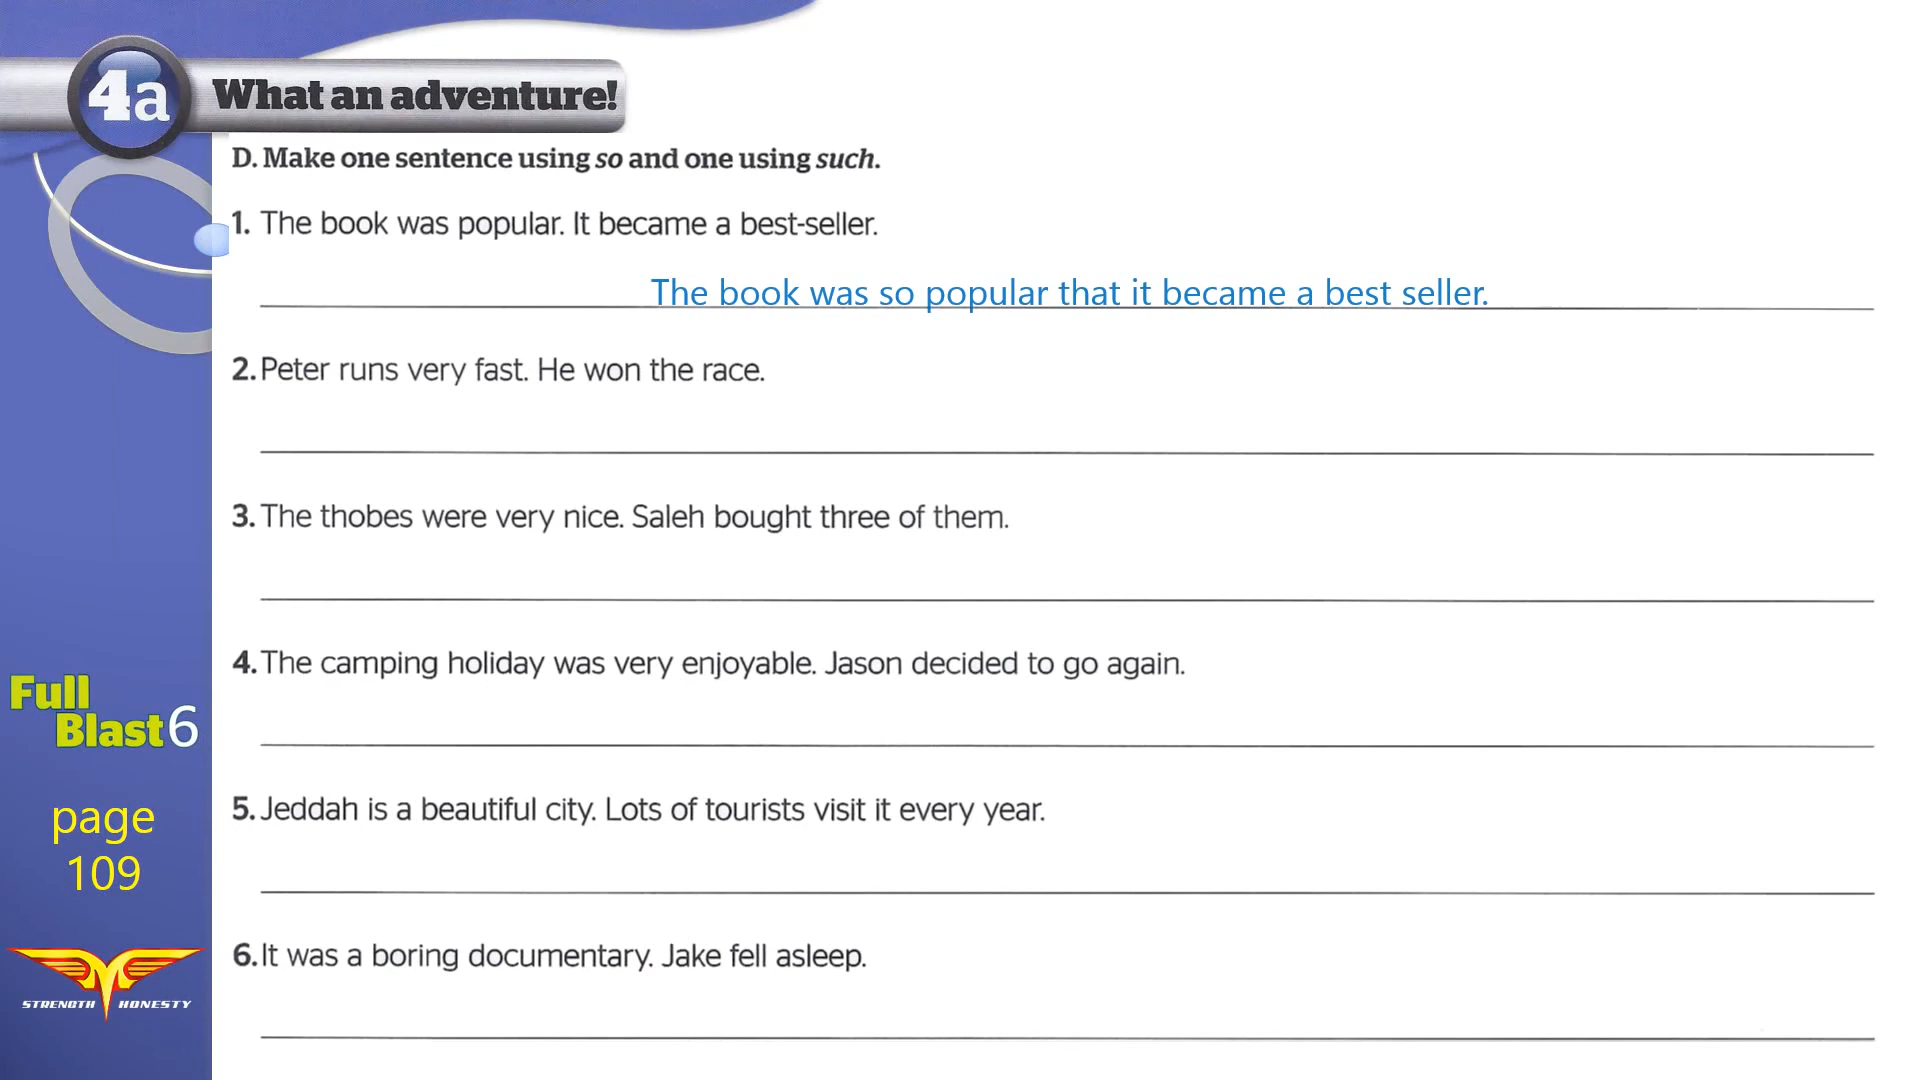 4a What an adventure!
D. Make one sentence using so and one using such.
1. The book was popular. It became a best-seller.
The book was so popular that it became a best seller.
2. Peter runs very fast. He won the race.
3. The thobes were very nice. Saleh bought three of them.
4. The camping holiday was very enjoyable. Jason decided to go again.
5. Jeddah is a beautiful city. Lots of tourists visit it every year.
6. It was a boring documentary. Jake fell asleep.
Full
Blast 6
page
109
STRENGTH HONESTY